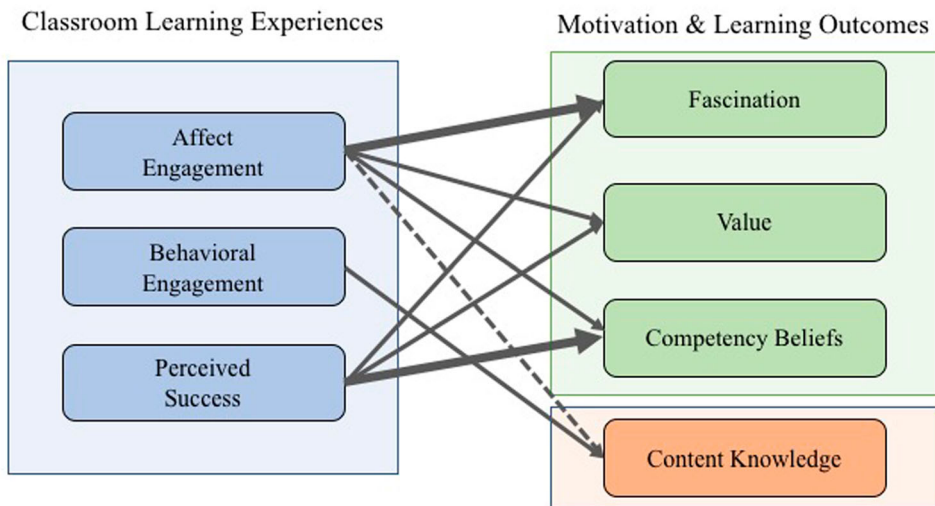 Classroom Learning Experiences
Motivation & Learning Outcomes
Affect
Engagement
Behavioral
Engagement
Perceived
Success
Fascination
Value
Competency Beliefs
Content Knowledge